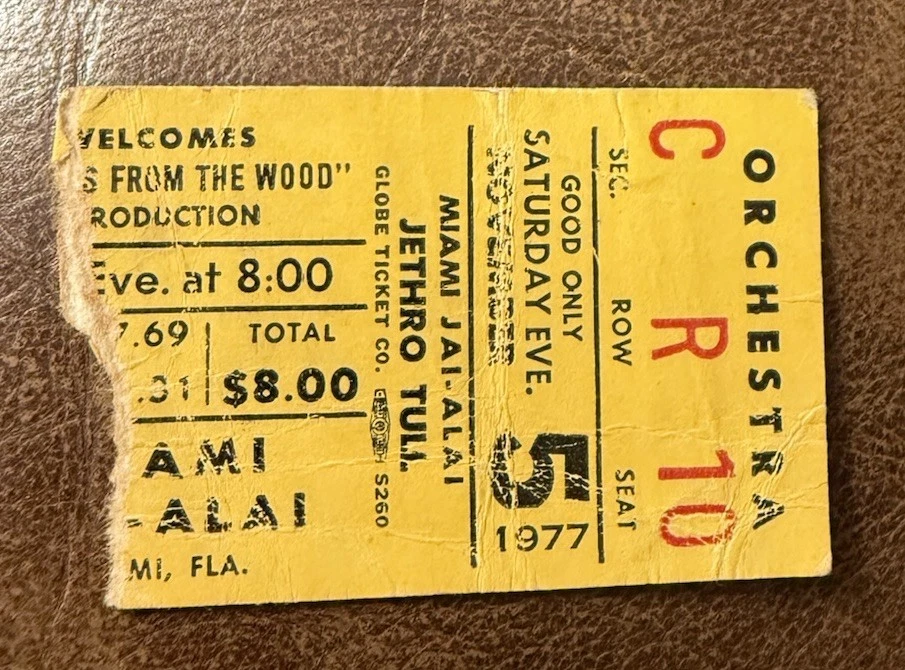 WELCOMES
S FROM THE WOOD"
RODUCTION
Eve. at 8:00
7.69 TOTAL
.31 $8.00
AMI
-ALAI
MI, FLA.
ORCHESTRA
C R 10
SEC. ROW SEAT
GOOD ONLY
SATURDAY EVE.
NOVEMBER
5
1977
MIAMI JAI-ALAI
JETHRO TULL
GLOBE TICKET CO. S260